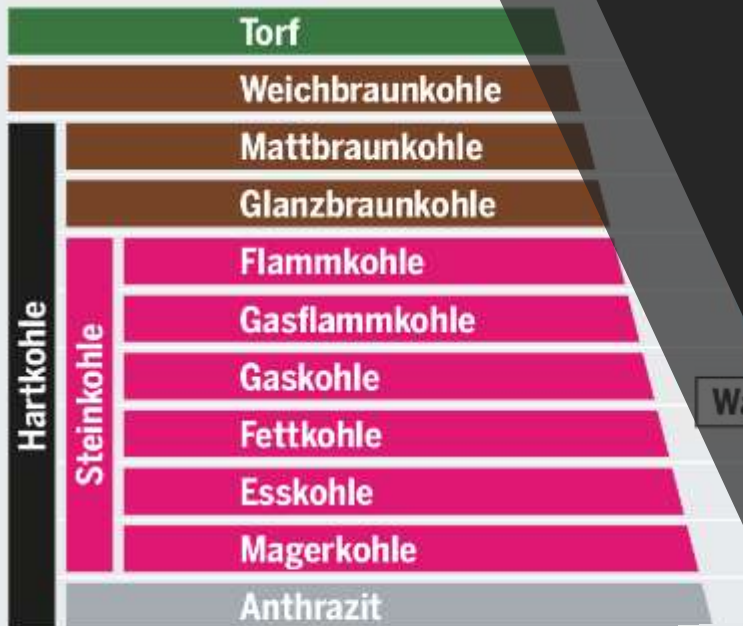 Torf
Weichbraunkohle
Mattbraunkohle
Glanzbraunkohle
Hartkohle
Steinkohle
Flammkohle
Gasflammkohle
Gaskohle
Fettkohle
Esskohle
Magerkohle
Anthrazit